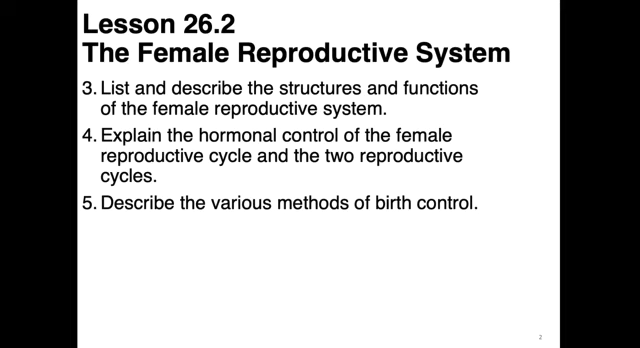 Lesson 26.2
The Female Reproductive System
3. List and describe the structures and functions
of the female reproductive system.
4. Explain the hormonal control of the female
reproductive cycle and the two reproductive
cycles.
5. Describe the various methods of birth control.
2